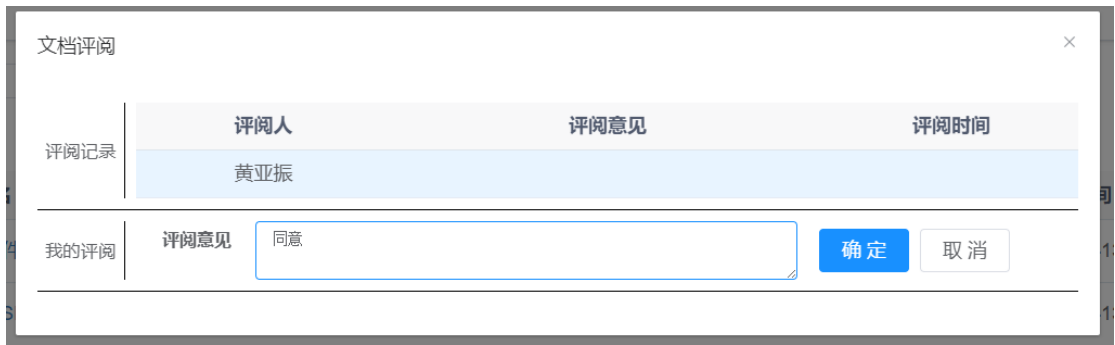 文档评阅 ×
评阅人 评阅意见 评阅时间
评阅记录
黄亚振
我的评阅 评阅意见 同意 确定 取消